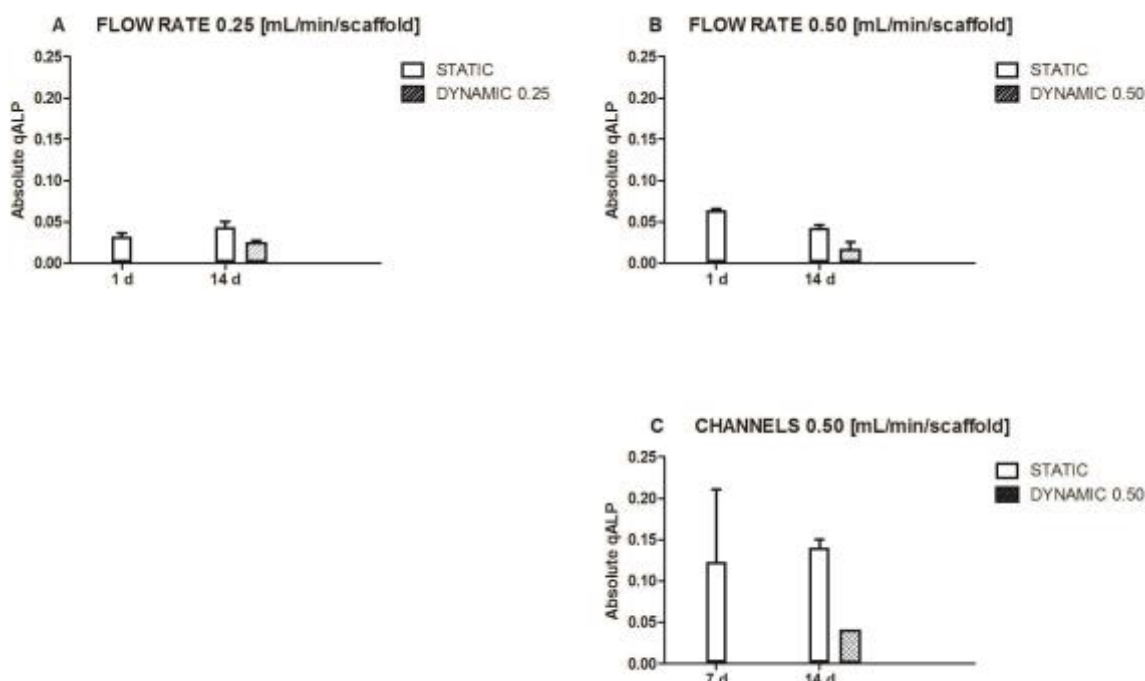 A FLOW RATE 0.25 [mL/min/scaffold]
Absolute qALP
0.25
0.20
0.15
0.10
0.05
0.00
1 d 14 d
STATIC
DYNAMIC 0.25
B FLOW RATE 0.50 [mL/min/scaffold]
Absolute qALP
0.25
0.20
0.15
0.10
0.05
0.00
1 d 14 d
STATIC
DYNAMIC 0.50
C CHANNELS 0.50 [mL/min/scaffold]
Absolute qALP
0.25
0.20
0.15
0.10
0.05
0.00
7 d 14 d
STATIC
DYNAMIC 0.50